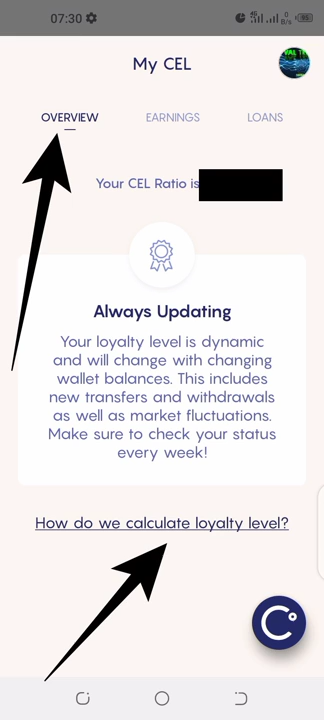 07:30
4G
0
B/s
My CEL
OVERVIEW EARNINGS LOANS
Your CEL Ratio is
Always Updating
Your loyalty level is dynamic
and will change with changing
wallet balances. This includes
new transfers and withdrawals
as well as market fluctuations.
Make sure to check your status
every week!
How do we calculate loyalty level?